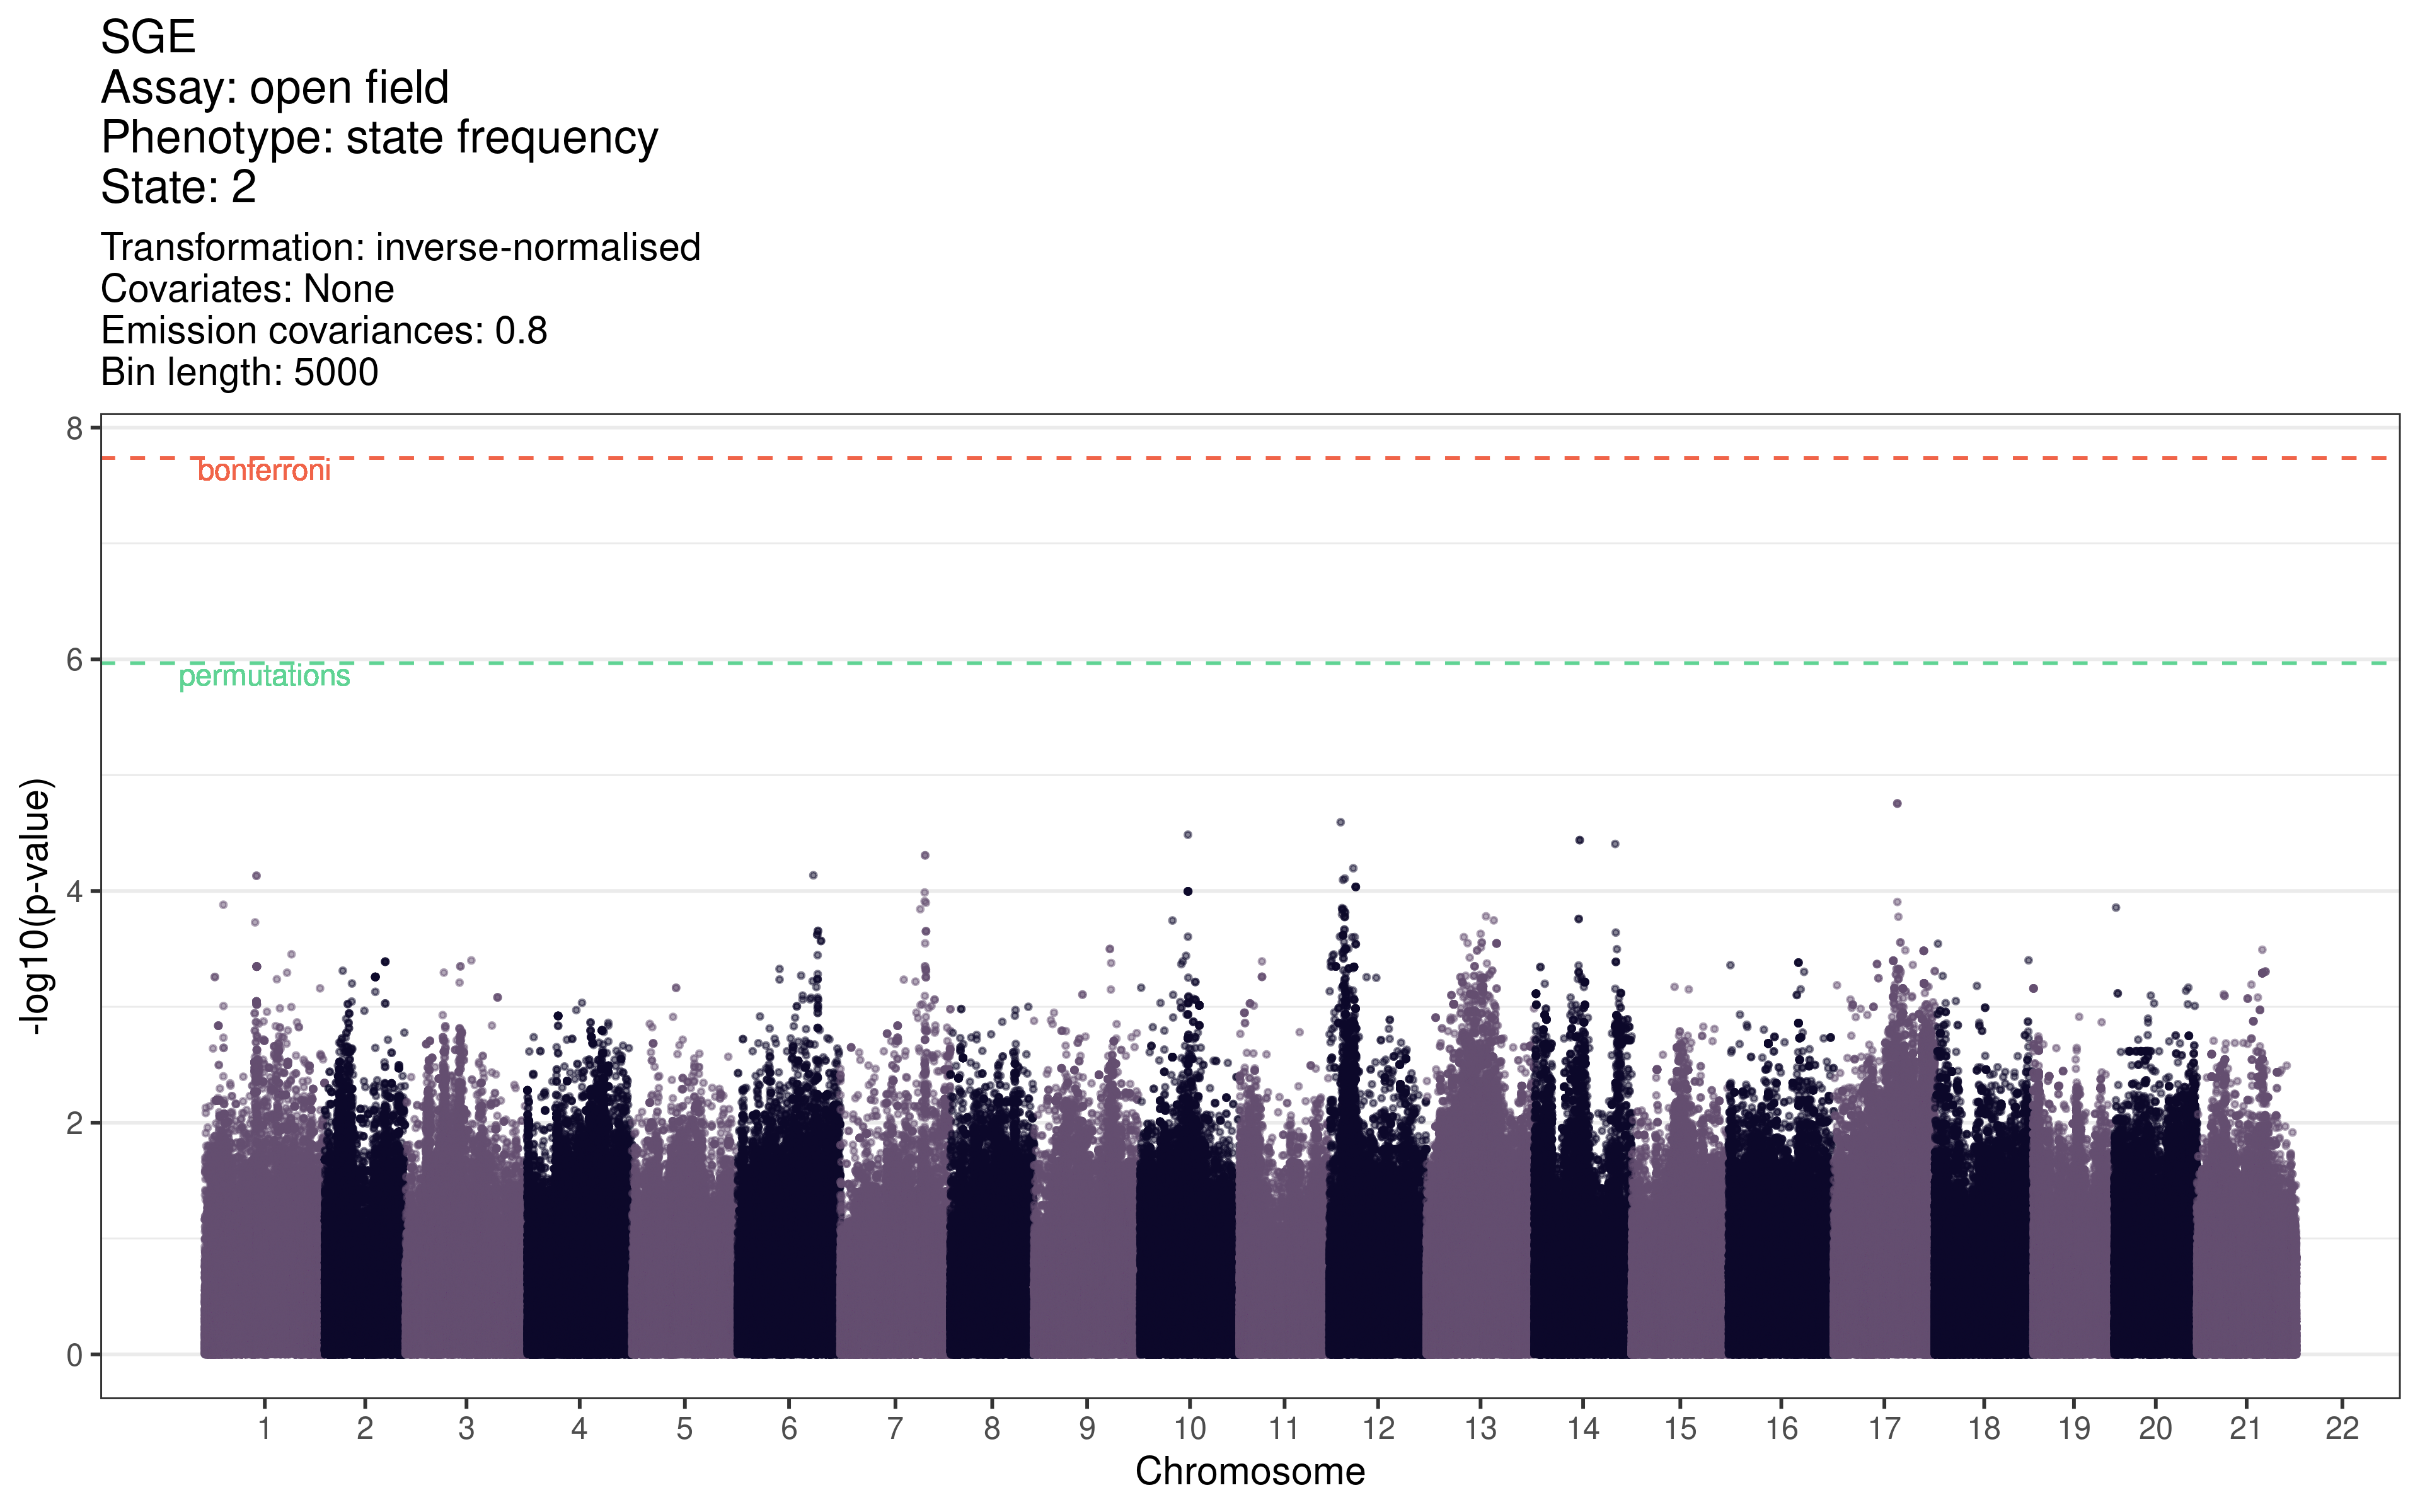 SGE
Assay: open field
Phenotype: state frequency
State: 2
Transformation: inverse-normalised
Covariates: None
Emission covariances: 0.8
Bin length: 5000
8
bonferroni
6
permutations
-log10(p-value)
4
2
0
1 2 3 4 5 6 7 8 9 10 11 12 13 14 15 16 17 18 19 20 21 22
Chromosome